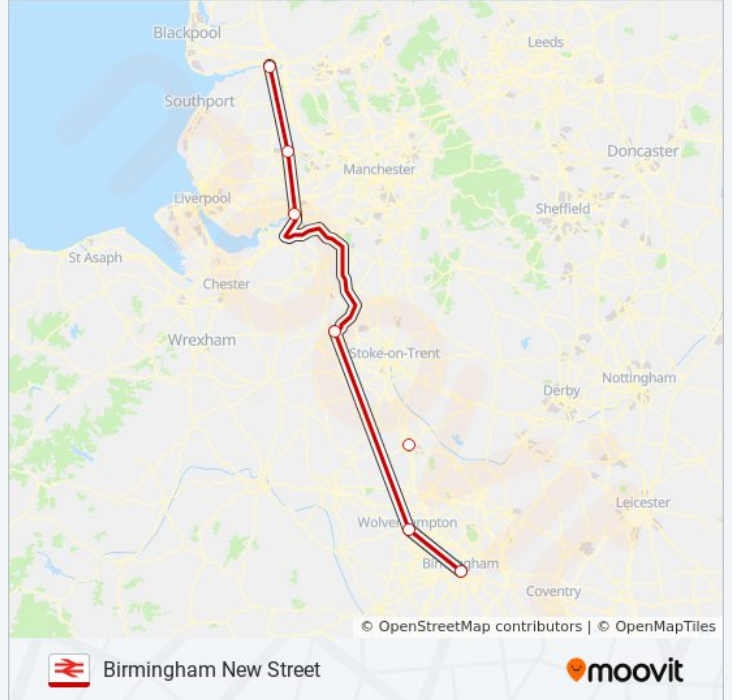 Blackpool
Leeds
Southport
Doncaster
Manchester
Liverpool
Sheffield
St Asaph
Chester
Wrexham
Stoke-on-Trent
Nottingham
Derby
Leicester
Wolverhampton
Birmingham
Coventry
© OpenStreetMap contributors | © OpenMapTiles
Birmingham New Street
moovit